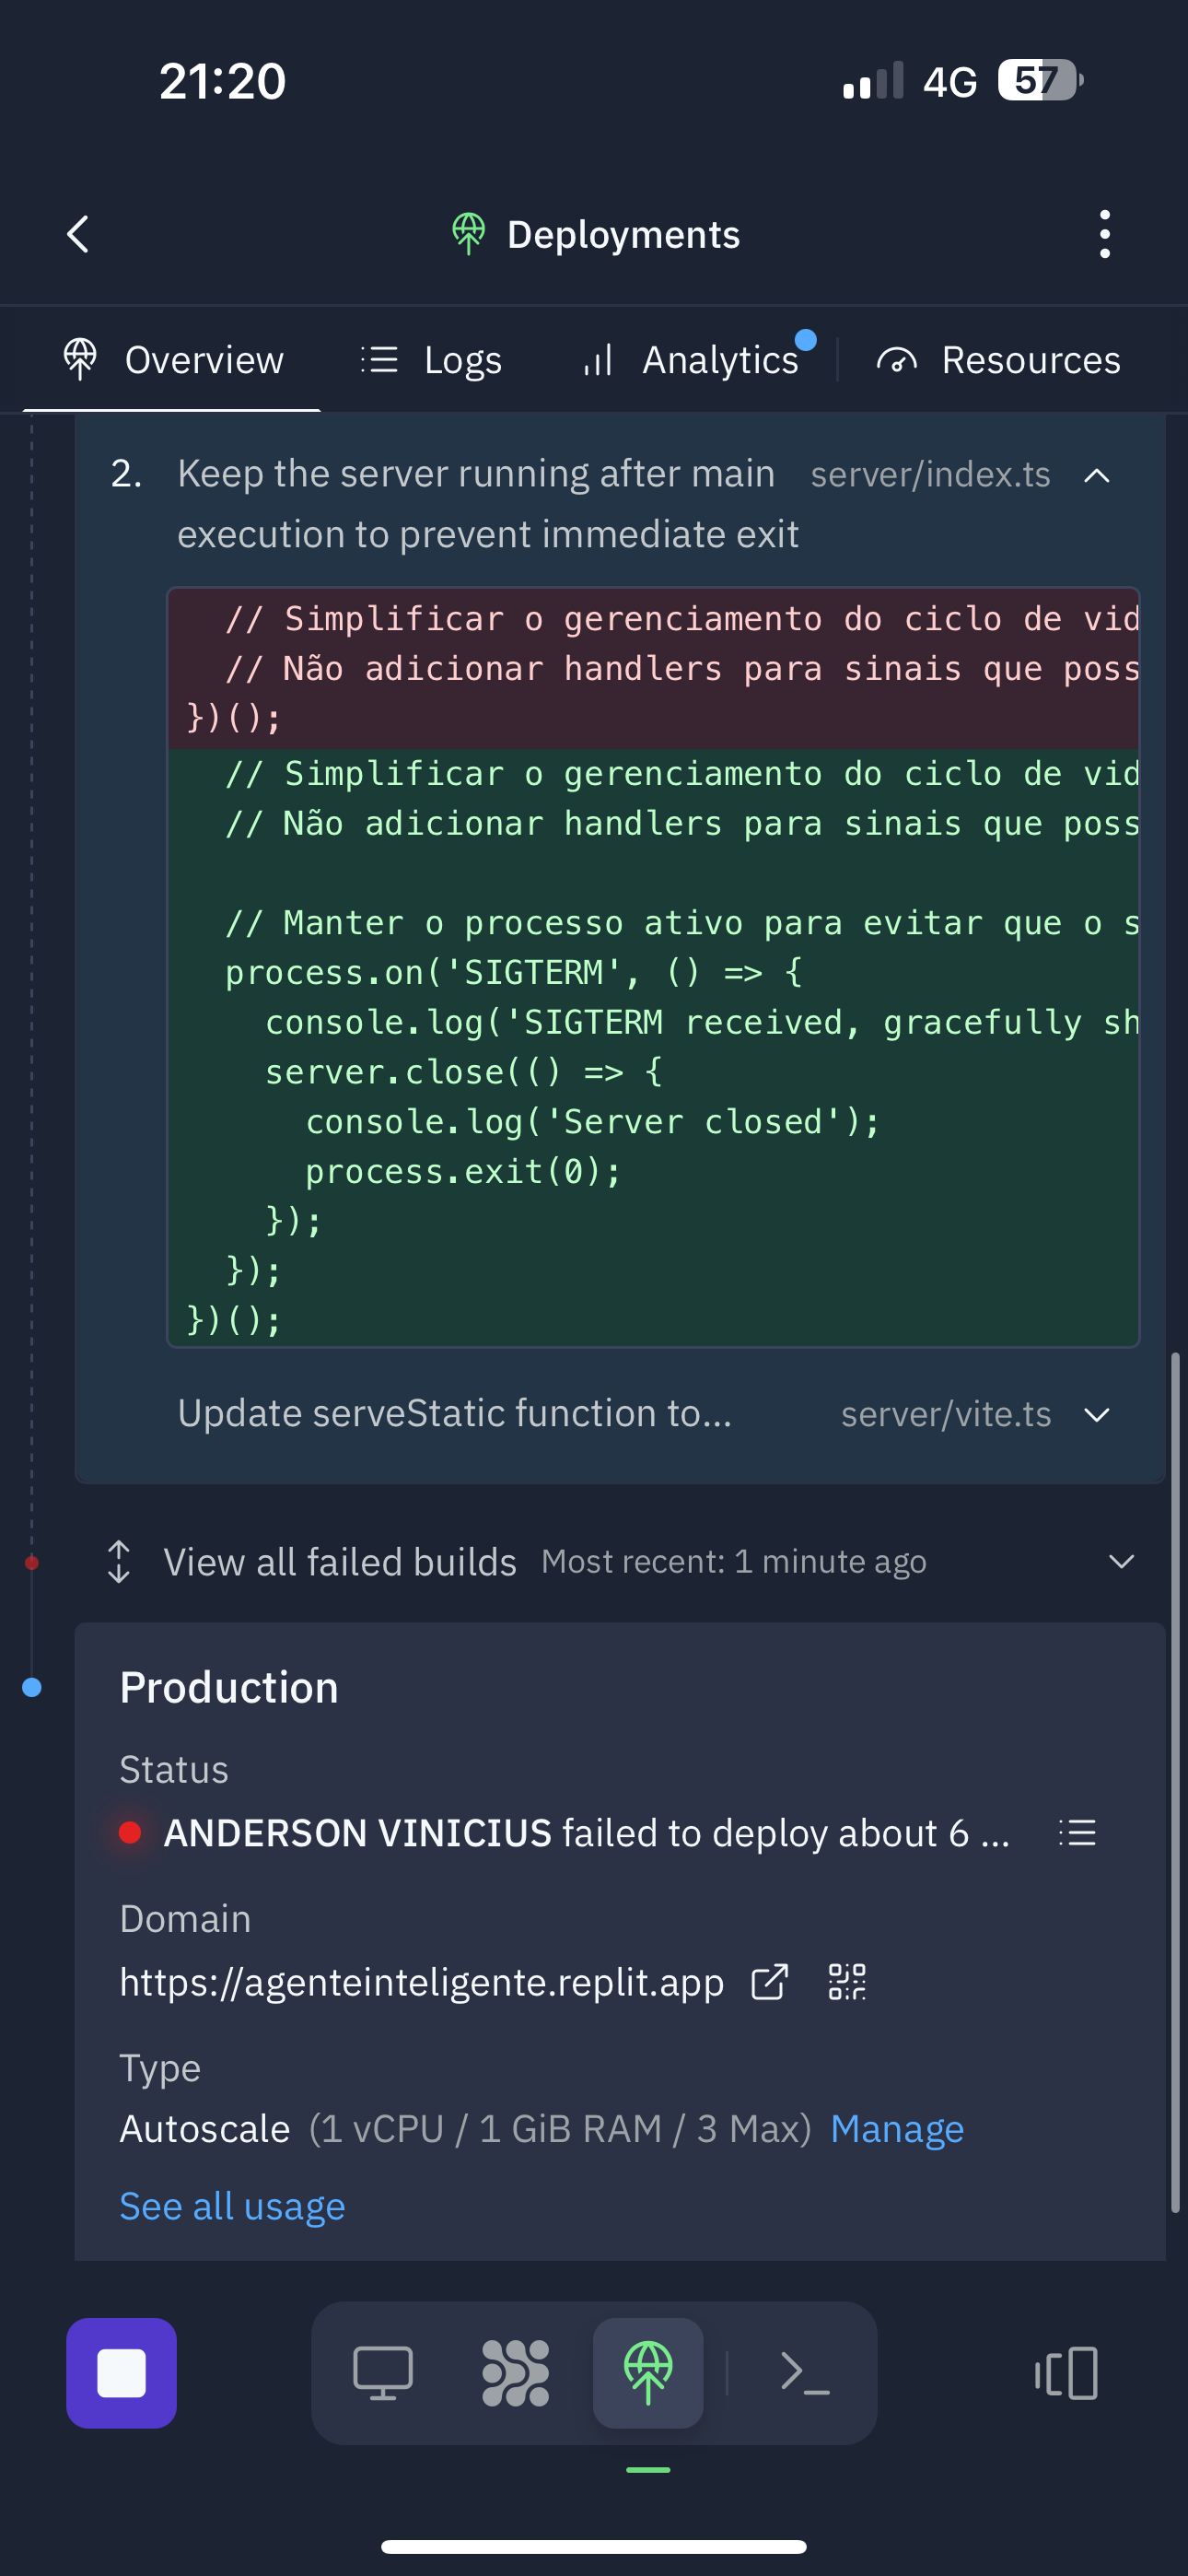 21:20
4G 57
Deployments
Overview Logs Analytics Resources
2. Keep the server running after main server/index.ts
execution to prevent immediate exit
// Simplificar o gerenciamento do ciclo de vid
// Não adicionar handlers para sinais que poss
})();
// Simplificar o gerenciamento do ciclo de vid
// Não adicionar handlers para sinais que poss
// Manter o processo ativo para evitar que o s
process.on('SIGTERM', () => {
console.log('SIGTERM received, gracefully sh
server.close(() => {
console.log('Server closed');
process.exit(0);
});
});
})();
Update serveStatic function to... server/vite.ts
View all failed builds Most recent: 1 minute ago
Production
Status
ANDERSON VINICIUS failed to deploy about 6 ...
Domain
https://agenteinteligente.replit.app
Type
Autoscale (1 vCPU / 1 GiB RAM / 3 Max) Manage
See all usage